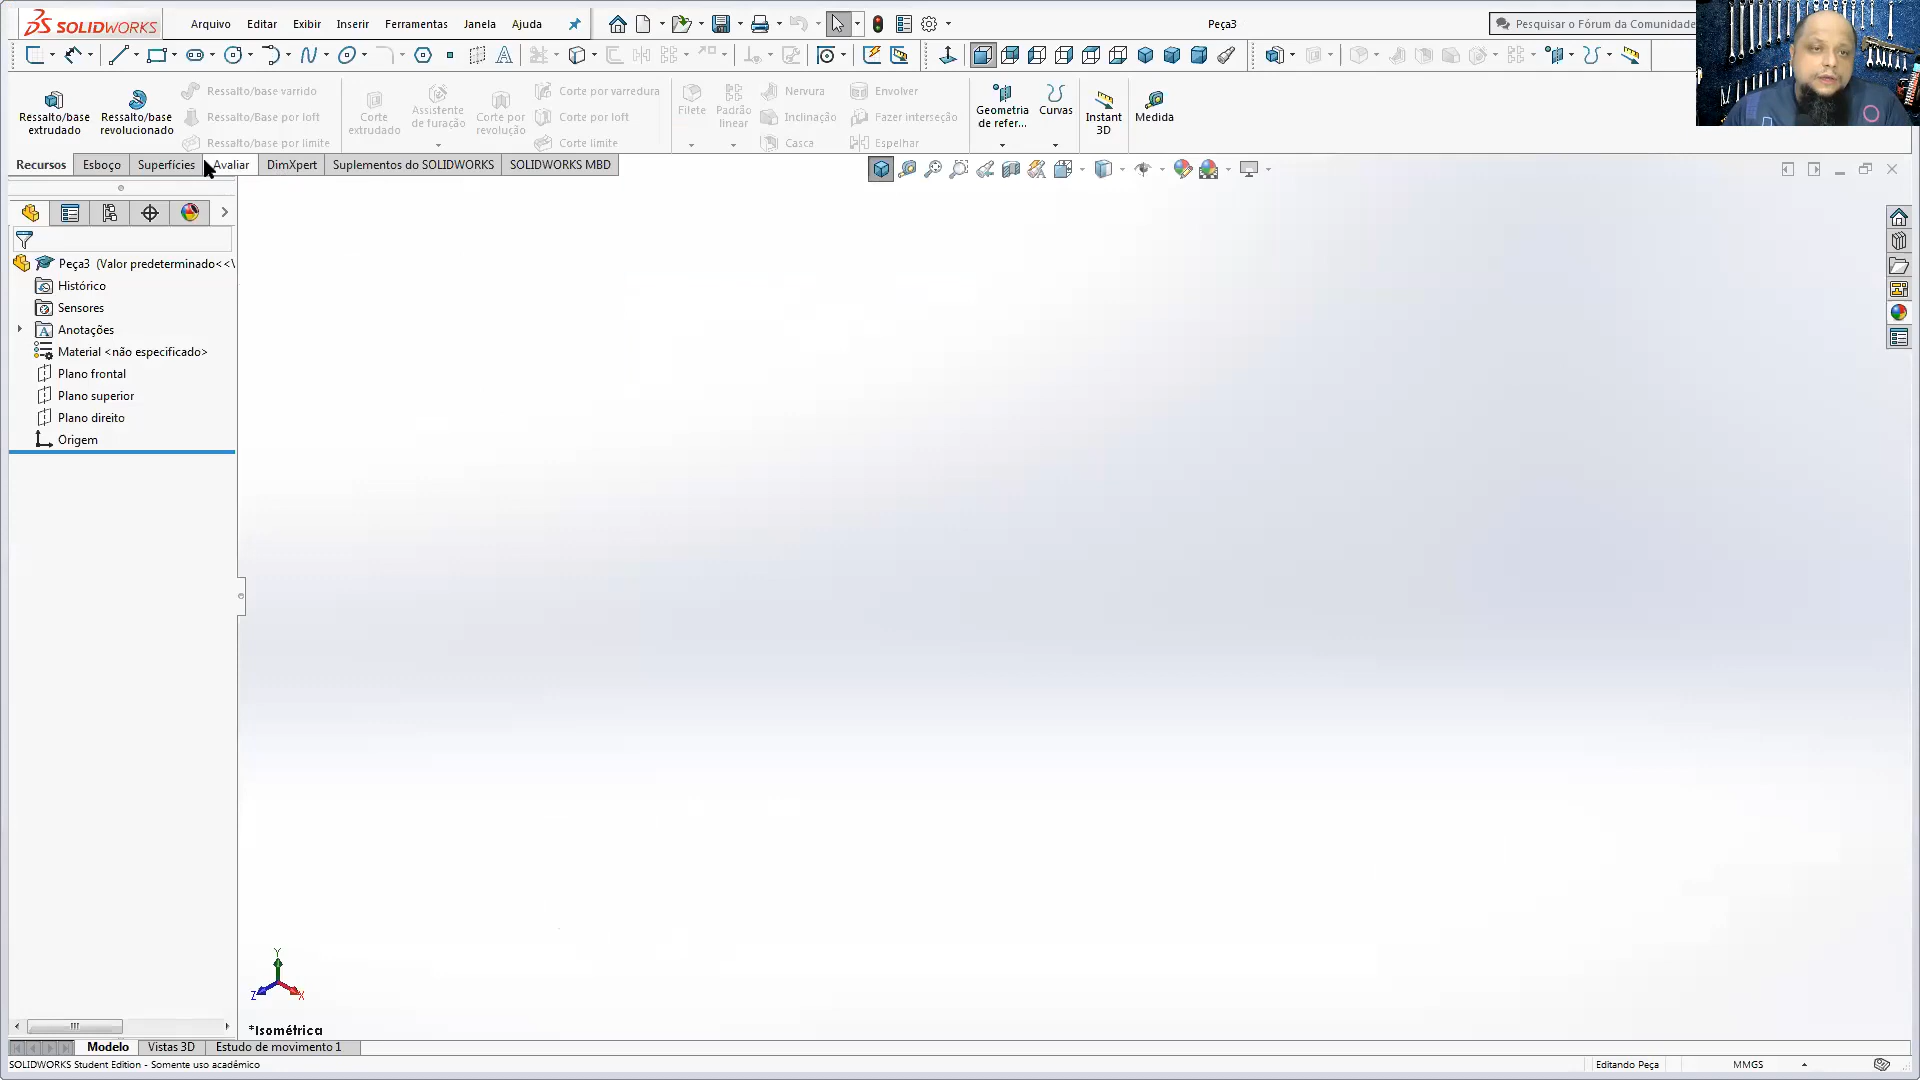 SOLIDWORKS
Arquivo Editar Exibir Inserir Ferramentas Janela Ajuda
Peça3
Pesquisar o Fórum da Comunidade
Ressalto/base extrudado
Ressalto/base revolucionado
Ressalto/base varrido
Ressalto/Base por loft
Ressalto/base por limite
Corte extrudado
Assistente de furação
Corte por revolução
Corte por varredura
Corte por loft
Corte limite
Filete
Padrão linear
Nervura
Inclinação
Casca
Envolver
Fazer interseção
Espelhar
Geometria de refer...
Curvas
Instant 3D
Medida
Recursos Esboço Superfícies Avaliar DimXpert Suplementos do SOLIDWORKS SOLIDWORKS MBD
Peça3 (Valor predeterminado<<\
Histórico
Sensores
Anotações
Material <não especificado>
Plano frontal
Plano superior
Plano direito
Origem
Y
Z X
*Isométrica
Modelo Vistas 3D Estudo de movimento 1
SOLIDWORKS Student Edition - Somente uso acadêmico
Editando Peça
MMGS